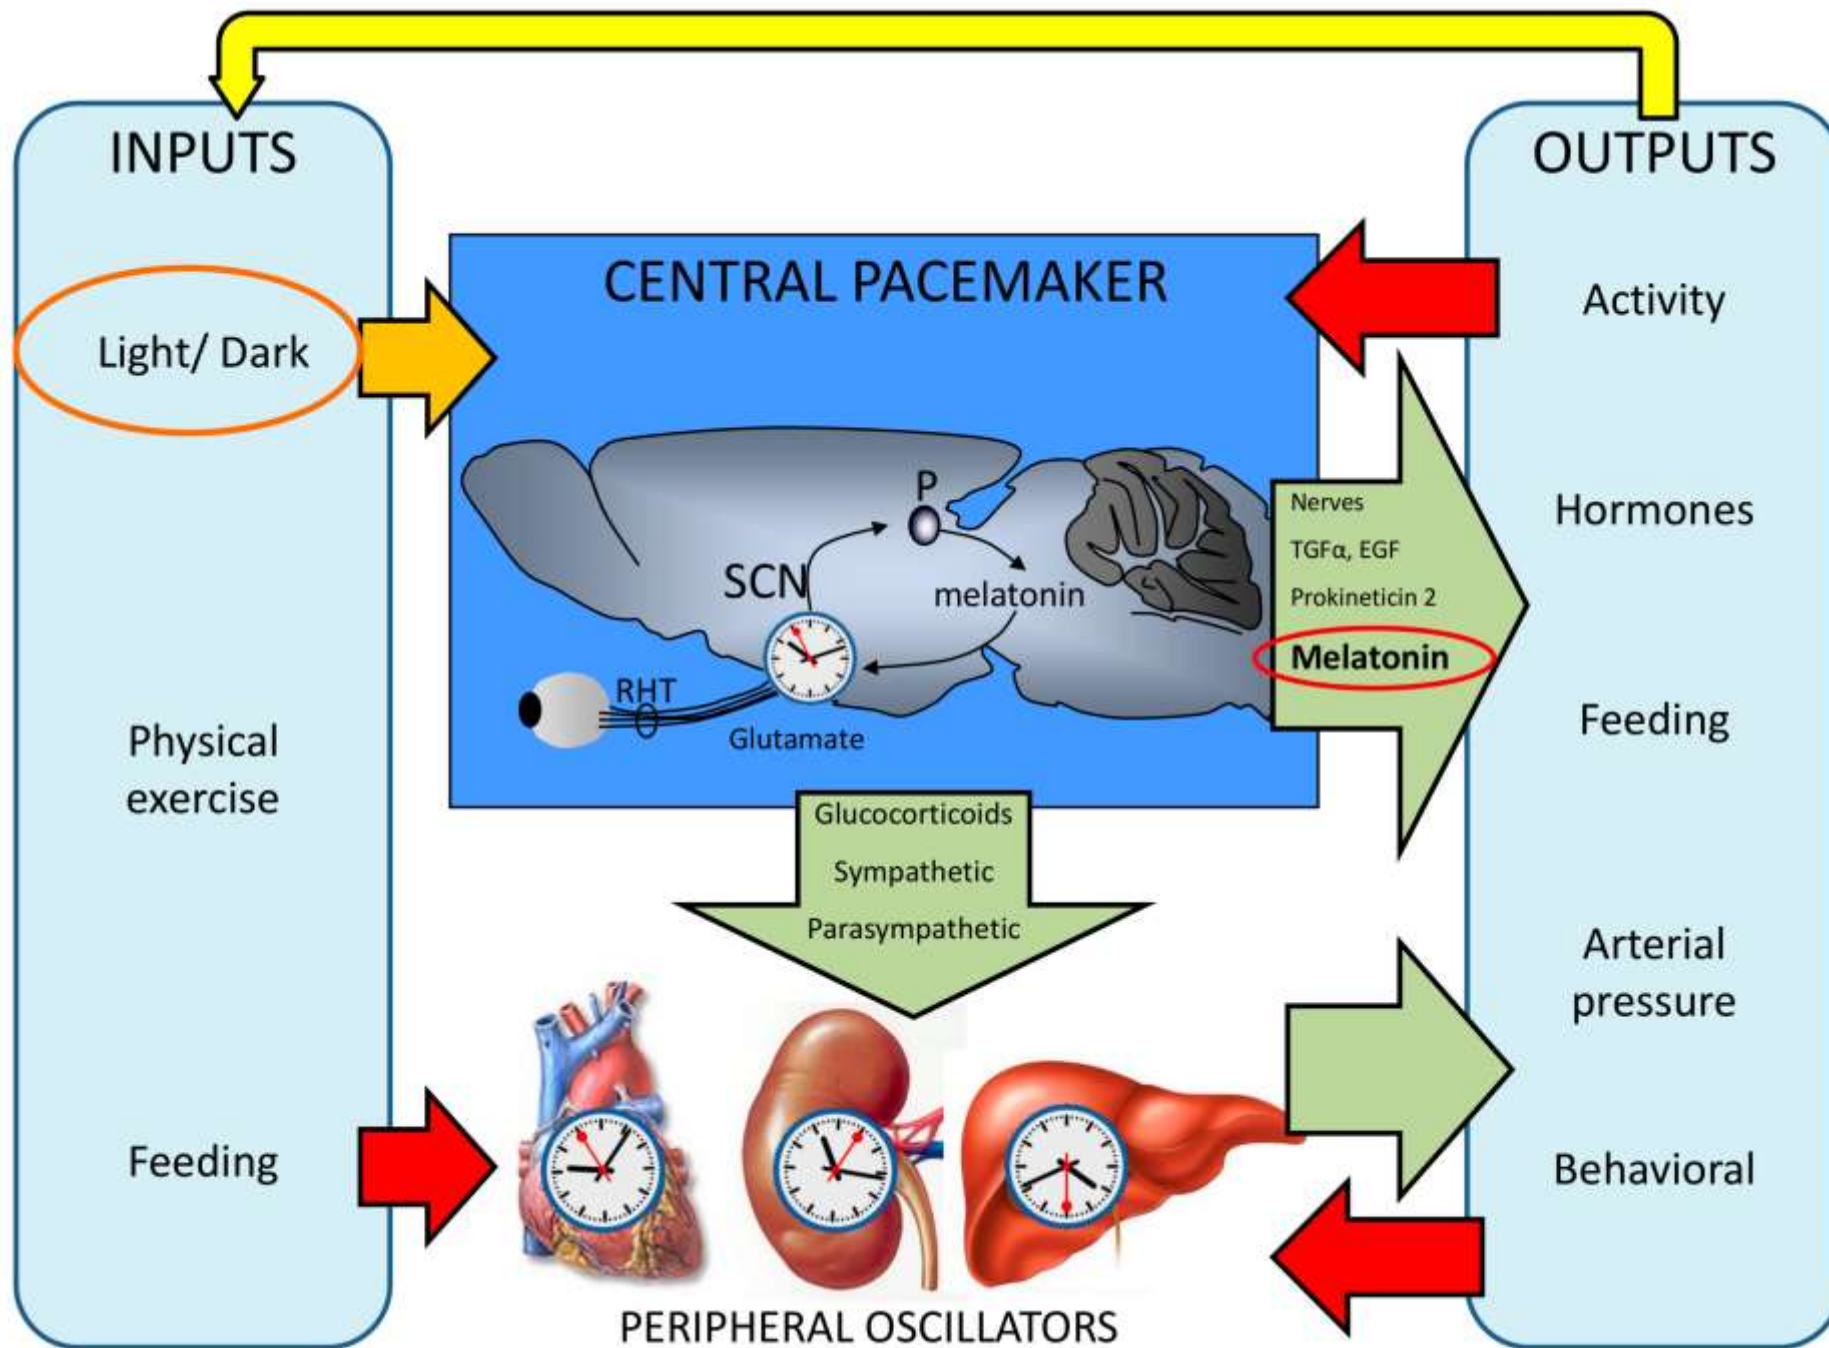 INPUTS
OUTPUTS
Light/ Dark
Physical
exercise
Feeding
CENTRAL PACEMAKER
P
SCN
melatonin
RHT
Glutamate
Nerves
TGFα, EGF
Prokineticin 2
Melatonin
Glucocorticoids
Sympathetic
Parasympathetic
Activity
Hormones
Feeding
Arterial
pressure
Behavioral
PERIPHERAL OSCILLATORS